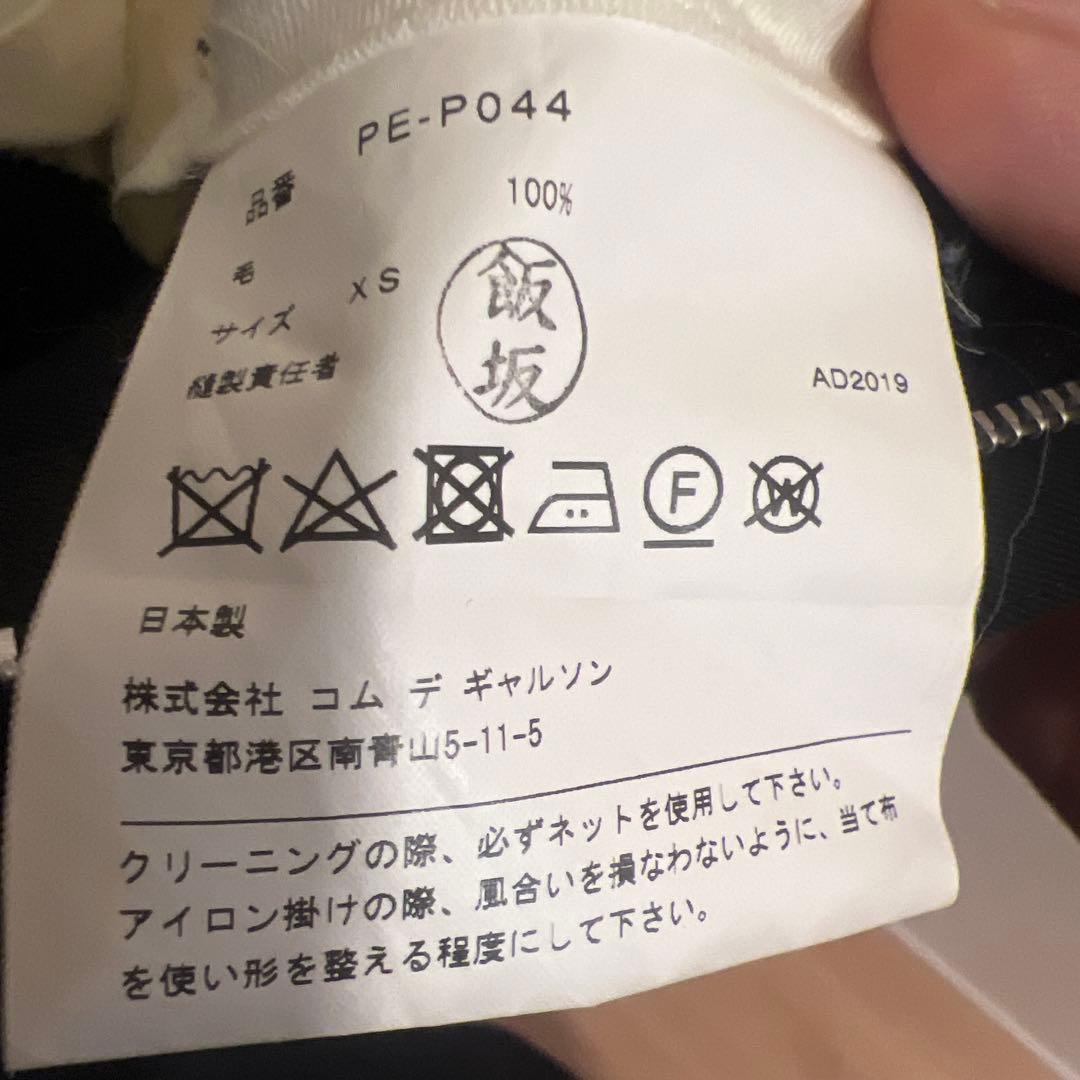 品番 PE-P044
毛 100%
サイズ XS
縫製責任者 飯坂
AD2019
F W
日本製
株式会社 コム デ ギャルソン
東京都港区南青山5-11-5
クリーニングの際、必ずネットを使用して下さい。
アイロン掛けの際、風合いを損なわないように、当て布
を使い形を整える程度にして下さい。